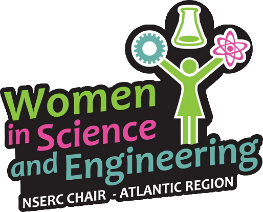 Women
in Science
and Engineering
NSERC CHAIR - ATLANTIC REGION